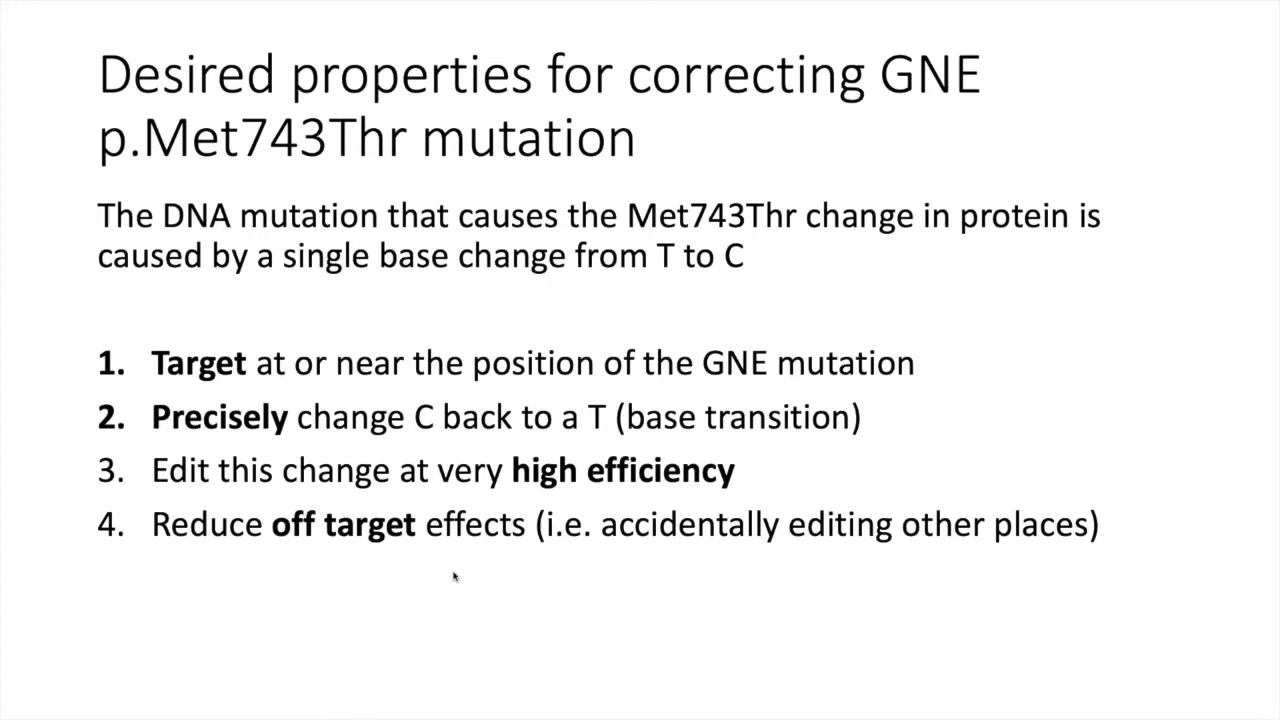 Desired properties for correcting GNE
p.Met743Thr mutation
The DNA mutation that causes the Met743Thr change in protein is
caused by a single base change from T to C
1. Target at or near the position of the GNE mutation
2. Precisely change C back to a T (base transition)
3. Edit this change at very high efficiency
4. Reduce off target effects (i.e. accidentally editing other places)